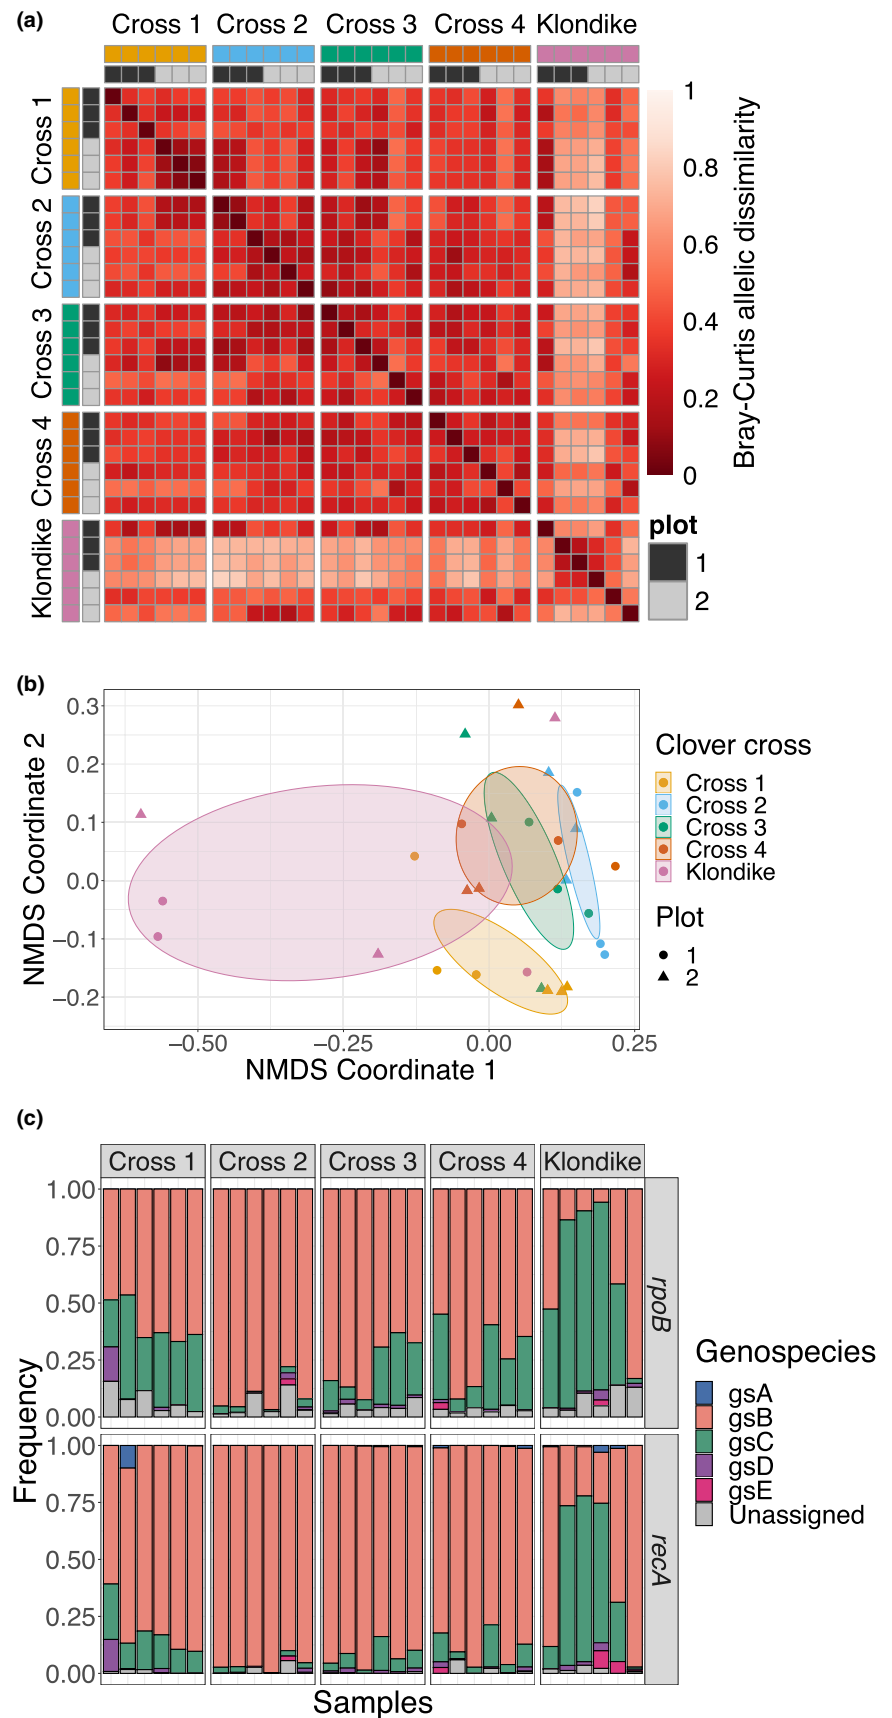 (a)
Cross 1 Cross 2 Cross 3 Cross 4 Klondike
Cross 1
Cross 2
Cross 3
Cross 4
Klondike
1
0.8
0.6
0.4
0.2
0
Bray-Curtis allelic dissimilarity
plot
1
2
(b)
NMDS Coordinate 2
0.3
0.2
0.1
0.0
−0.1
−0.2
−0.50 −0.25 0.00 0.25
NMDS Coordinate 1
Clover cross
Cross 1
Cross 2
Cross 3
Cross 4
Klondike
Plot
1
2
(c)
Cross 1 Cross 2 Cross 3 Cross 4 Klondike
Frequency
1.00
0.75
0.50
0.25
0.00
rpoB
1.00
0.75
0.50
0.25
0.00
recA
Samples
Genospecies
gsA
gsB
gsC
gsD
gsE
Unassigned